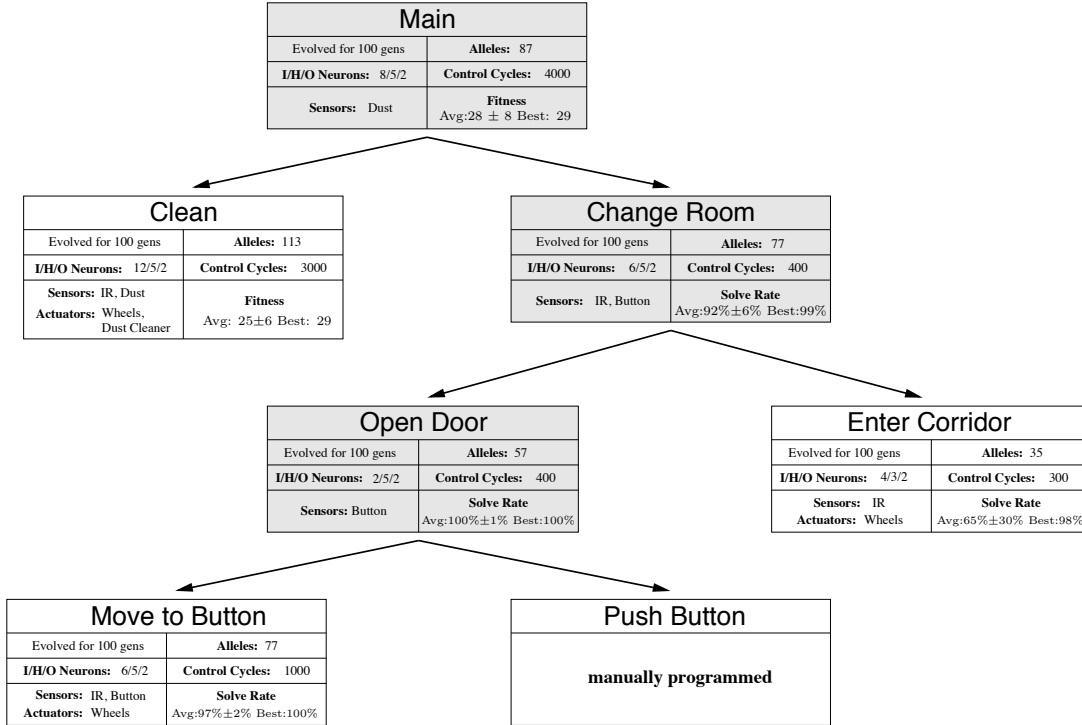 Main
Evolved for 100 gens
Alleles: 87
I/H/O Neurons: 8/5/2
Control Cycles: 4000
Sensors: Dust
Fitness
Avg:28 ± 8 Best: 29
Clean
Evolved for 100 gens
Alleles: 113
I/H/O Neurons: 12/5/2
Control Cycles: 3000
Sensors: IR, Dust
Actuators: Wheels,
Dust Cleaner
Fitness
Avg: 25±6 Best: 29
Change Room
Evolved for 100 gens
Alleles: 77
I/H/O Neurons: 6/5/2
Control Cycles: 400
Sensors: IR, Button
Solve Rate
Avg:92%±6% Best:99%
Open Door
Evolved for 100 gens
Alleles: 57
I/H/O Neurons: 2/5/2
Control Cycles: 400
Sensors: Button
Solve Rate
Avg:100%±1% Best:100%
Enter Corridor
Evolved for 100 gens
Alleles: 35
I/H/O Neurons: 4/3/2
Control Cycles: 300
Sensors: IR
Actuators: Wheels
Solve Rate
Avg:65%±30% Best:98%
Move to Button
Evolved for 100 gens
Alleles: 77
I/H/O Neurons: 6/5/2
Control Cycles: 1000
Sensors: IR, Button
Actuators: Wheels
Solve Rate
Avg:97%±2% Best:100%
Push Button
manually programmed